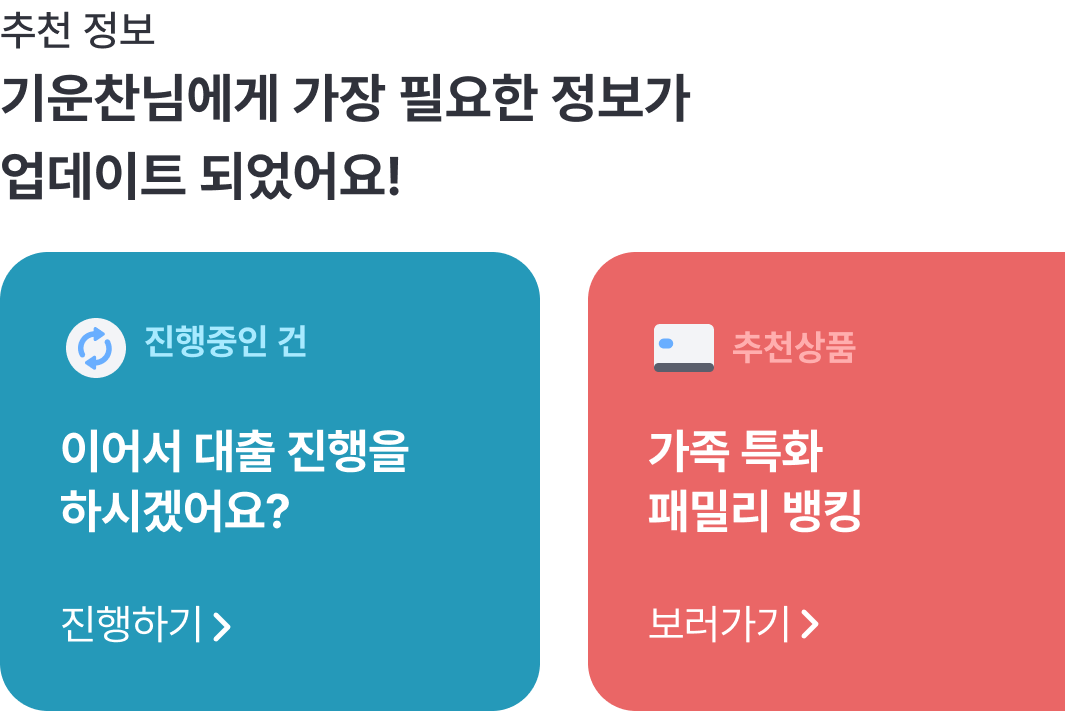 추천 정보
기운찬님에게 가장 필요한 정보가
업데이트 되었어요!
진행중인 건
이어서 대출 진행을
하시겠어요?
진행하기
추천상품
가족 특화
패밀리 뱅킹
보러가기